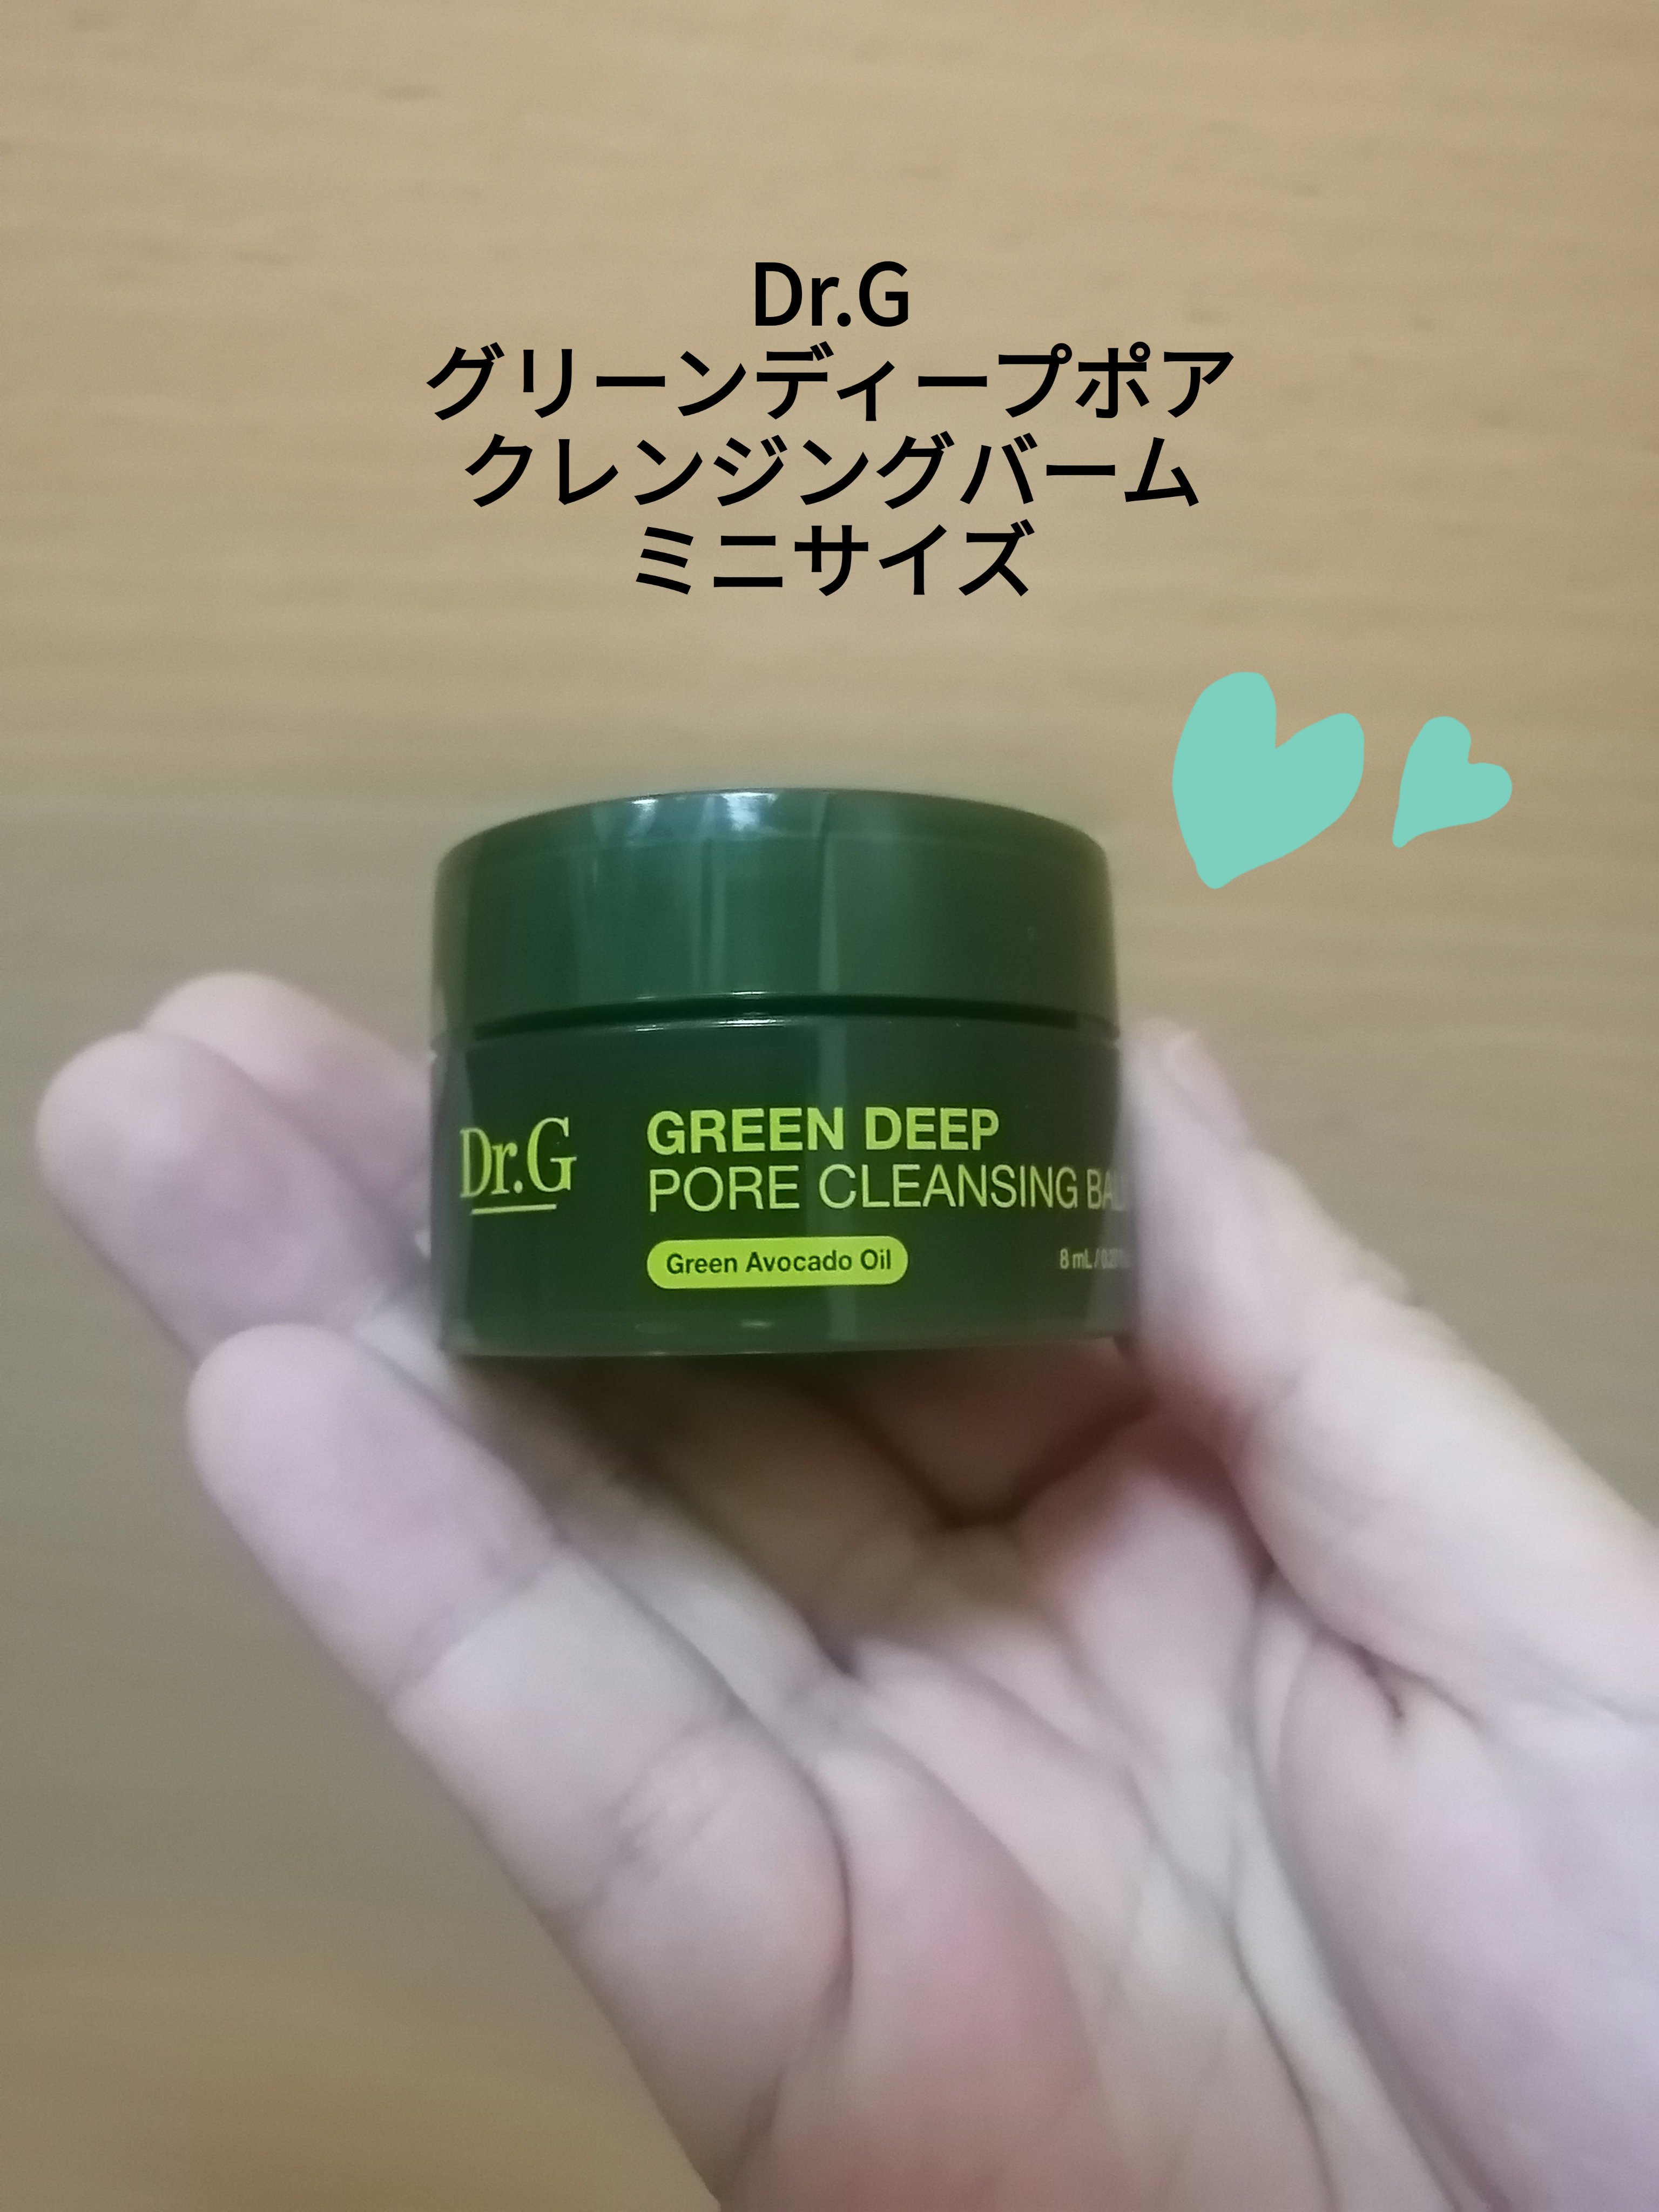 Dr.G
グリーンディープポア
クレンジングバーム
ミニサイズ
Dr.G
GREEN DEEP
PORE CLEANSING
Green Avocado Oil
8 mL /